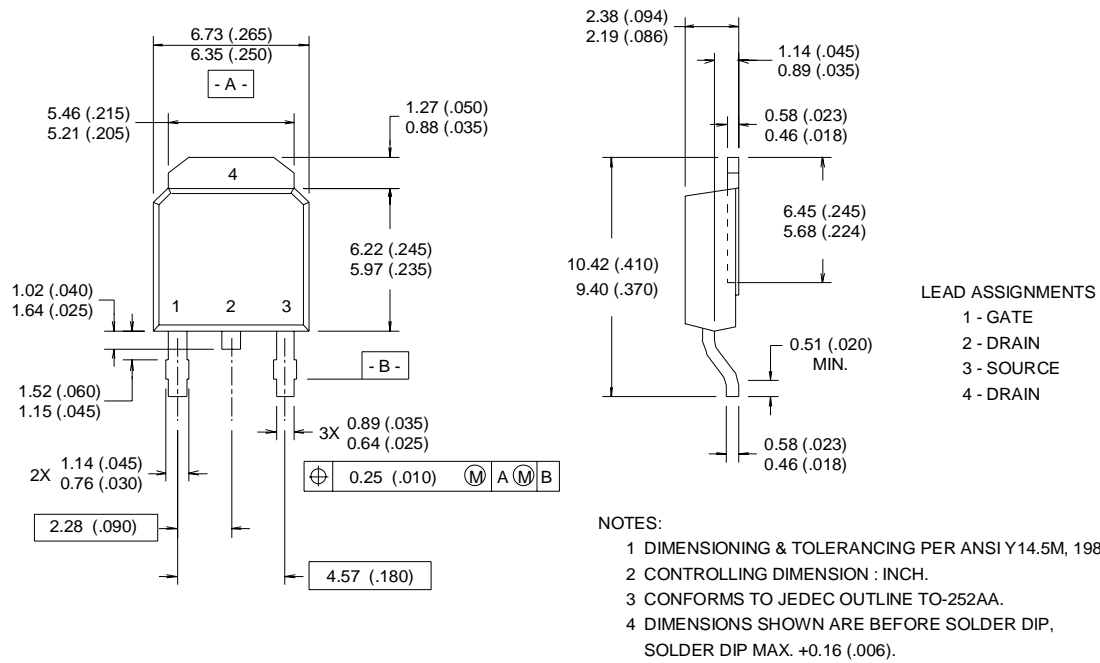 6.73 (.265)
6.35 (.250)
- A -
5.46 (.215)
5.21 (.205)
1.27 (.050)
0.88 (.035)
4
6.22 (.245)
5.97 (.235)
1.02 (.040)
1.64 (.025)
1 2 3
- B -
1.52 (.060)
1.15 (.045)
3X 0.89 (.035)
0.64 (.025)
2X 1.14 (.045)
0.76 (.030)
⌖ 0.25 (.010) Ⓜ A Ⓜ B
2.28 (.090)
4.57 (.180)
2.38 (.094)
2.19 (.086)
1.14 (.045)
0.89 (.035)
0.58 (.023)
0.46 (.018)
6.45 (.245)
5.68 (.224)
10.42 (.410)
9.40 (.370)
0.51 (.020)
MIN.
0.58 (.023)
0.46 (.018)
LEAD ASSIGNMENTS
1 - GATE
2 - DRAIN
3 - SOURCE
4 - DRAIN
NOTES:
1 DIMENSIONING & TOLERANCING PER ANSI Y14.5M, 198
2 CONTROLLING DIMENSION : INCH.
3 CONFORMS TO JEDEC OUTLINE TO-252AA.
4 DIMENSIONS SHOWN ARE BEFORE SOLDER DIP,
SOLDER DIP MAX. +0.16 (.006).